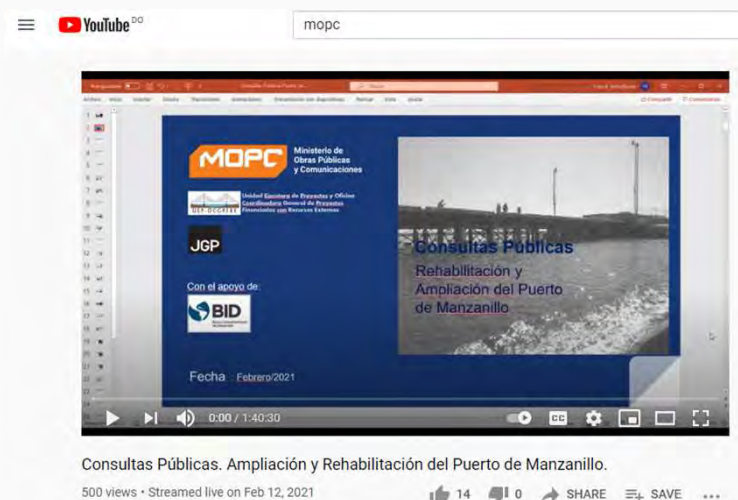 YouTube DO
mopc
MOPC
Ministerio de
Obras Públicas
y Comunicaciones
Unidad Ejecutora de Proyectos y Oficina
Coordinadora General de Proyectos
Financiados con Recursos Externos
JGP
Con el apoyo de:
BID
Fecha : Febrero/2021
Consultas Públicas
Rehabilitación y
Ampliación del Puerto
de Manzanillo
0:00 / 1:40:30
CC
Consultas Públicas. Ampliación y Rehabilitación del Puerto de Manzanillo.
500 views • Streamed live on Feb 12, 2021
14
0
SHARE
SAVE